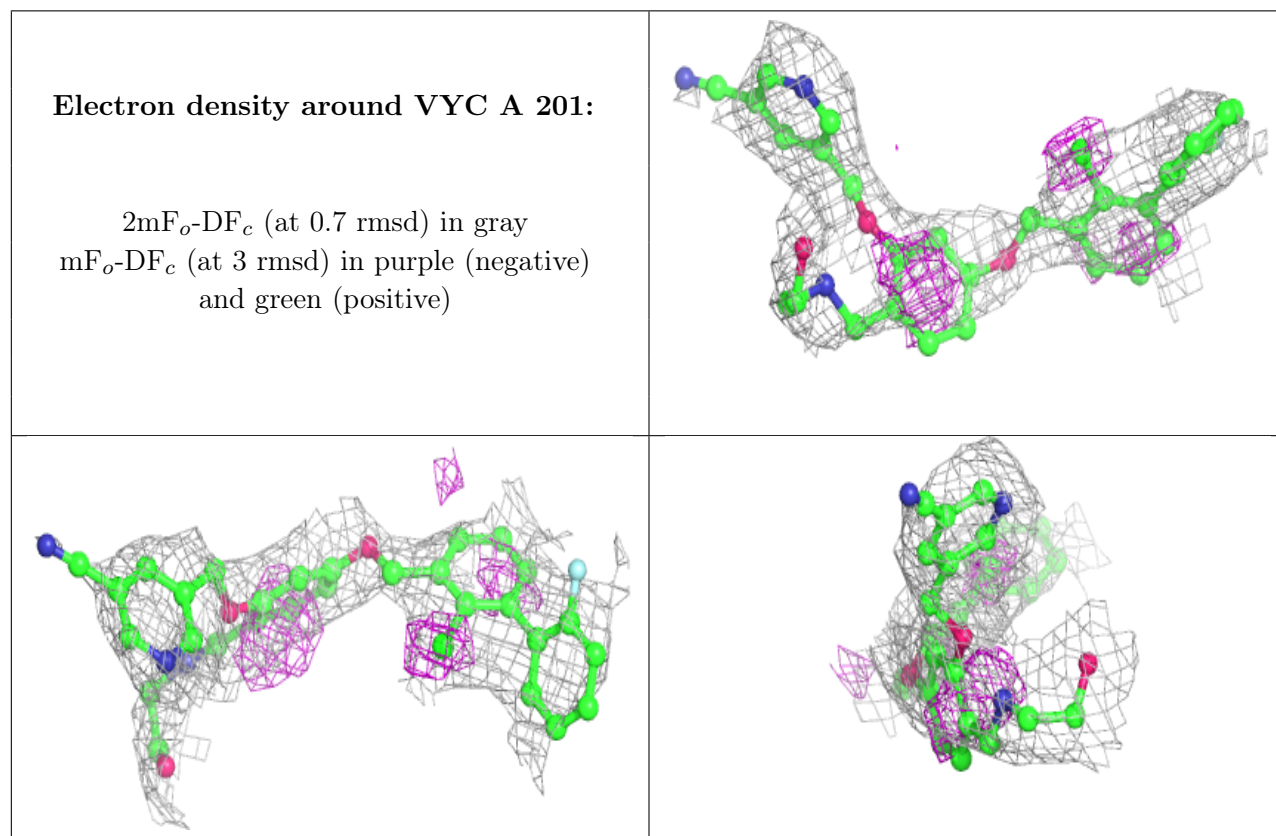 Electron density around VYC A 201:
2mFo-DFc (at 0.7 rmsd) in gray
mFo-DFc (at 3 rmsd) in purple (negative)
and green (positive)